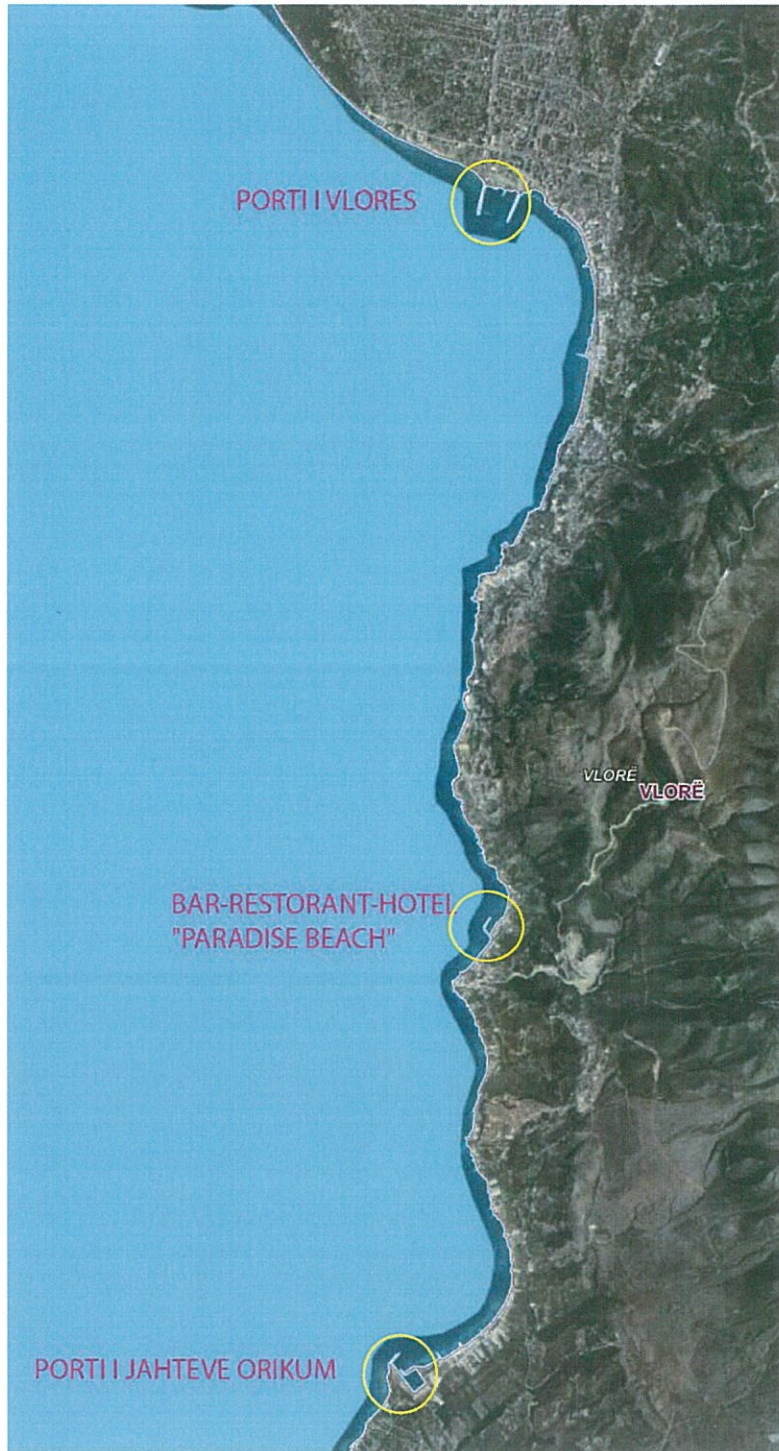 PORTI I VLORES
VLORË
VLORË
BAR-RESTORANT-HOTEL
"PARADISE BEACH"
PORTI I JAHTEVE ORIKUM